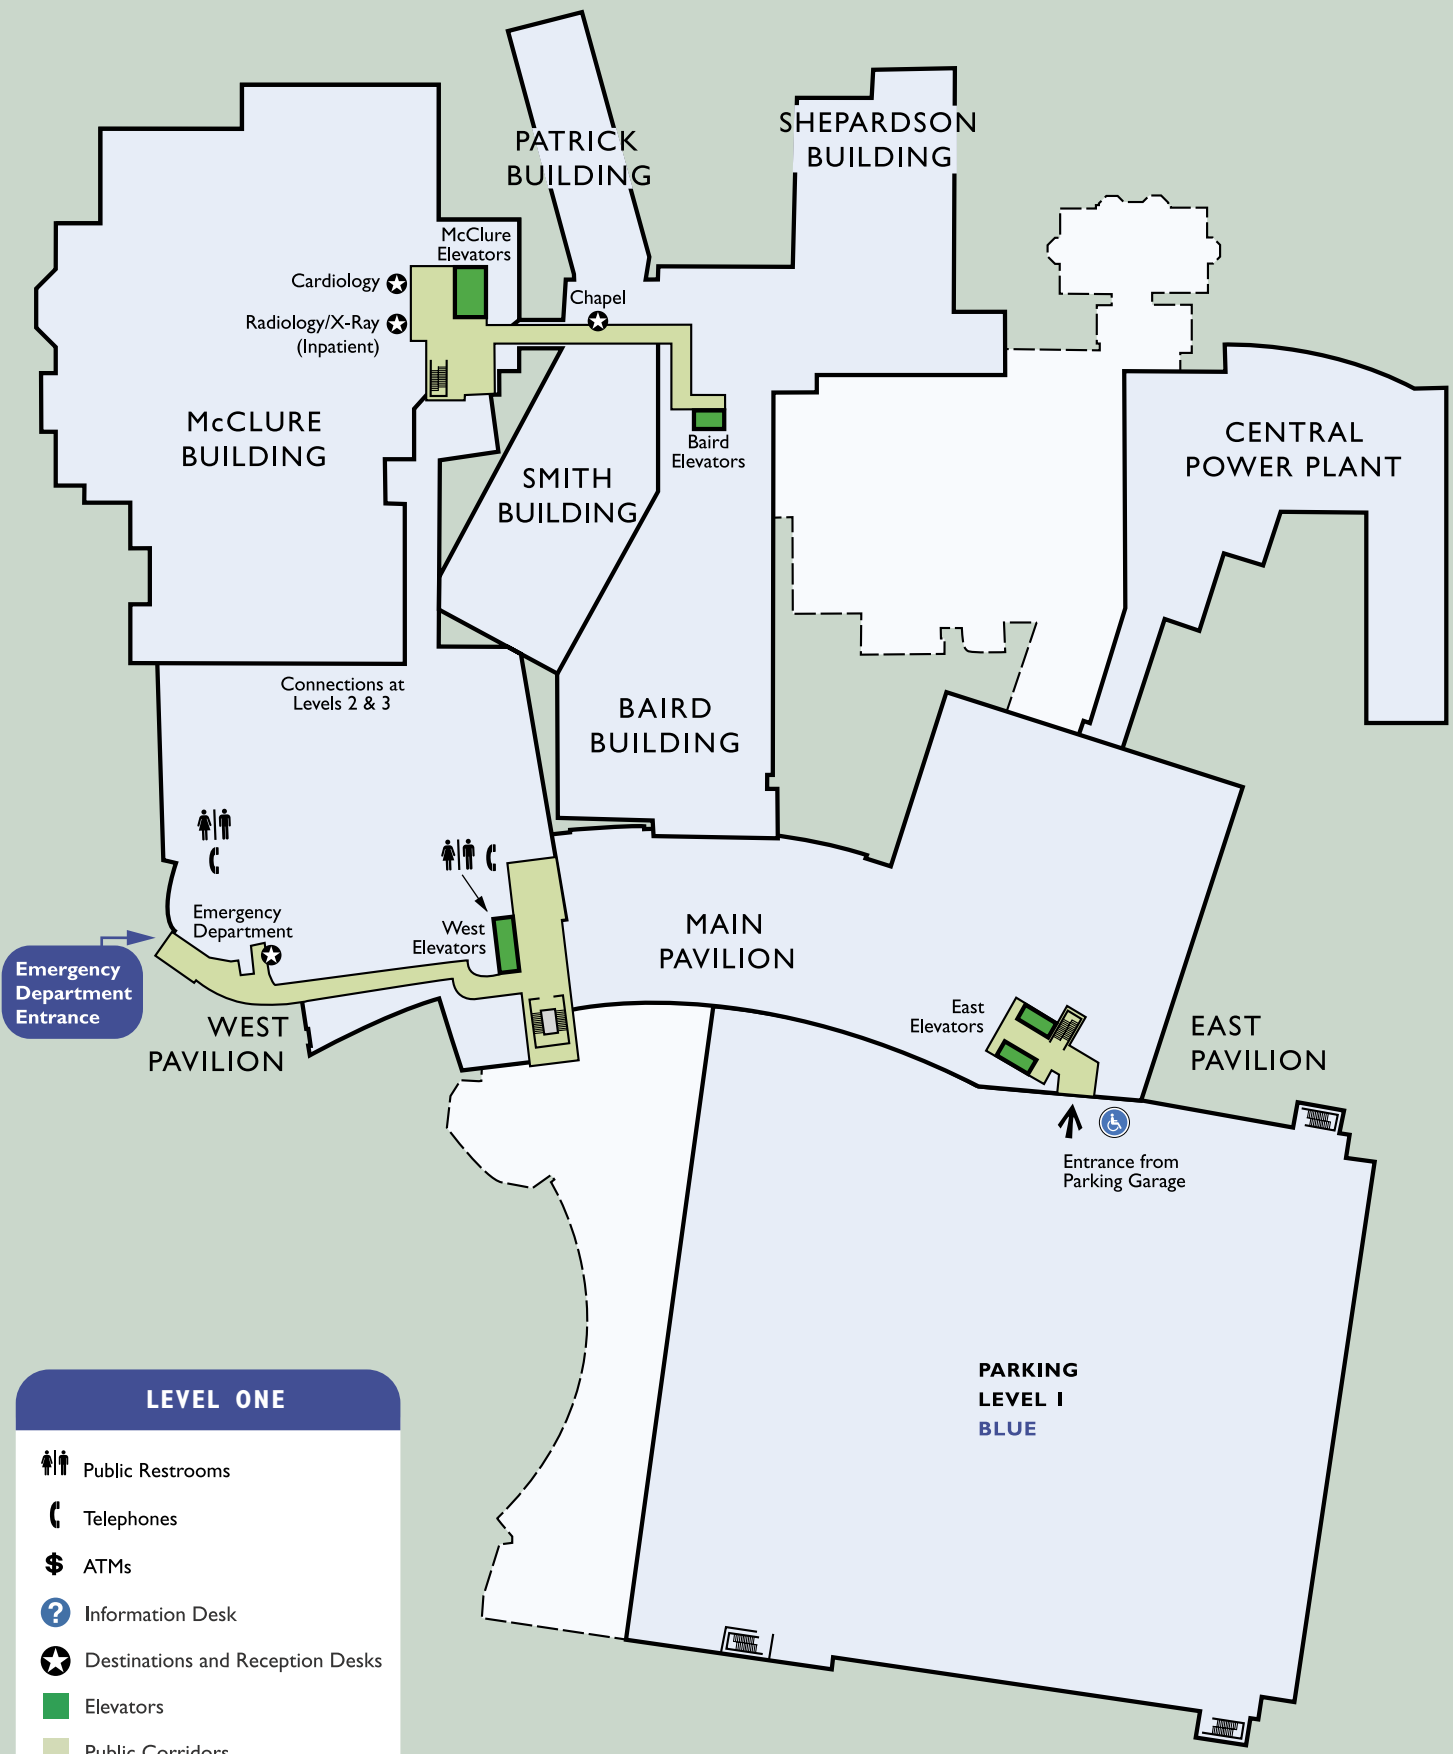 PATRICK
BUILDING
SHEPARDSON
BUILDING
McClure
Elevators
Cardiology
Radiology/X-Ray
(Inpatient)
Chapel
McCLURE
BUILDING
SMITH
BUILDING
Baird
Elevators
CENTRAL
POWER PLANT
Connections at
Levels 2 & 3
BAIRD
BUILDING
Emergency
Department
West
Elevators
MAIN
PAVILION
Emergency
Department
Entrance
WEST
PAVILION
East
Elevators
EAST
PAVILION
Entrance from
Parking Garage
PARKING
LEVEL 1
BLUE
LEVEL ONE
Public Restrooms
Telephones
$ ATMs
? Information Desk
Destinations and Reception Desks
Elevators
Public Corridors